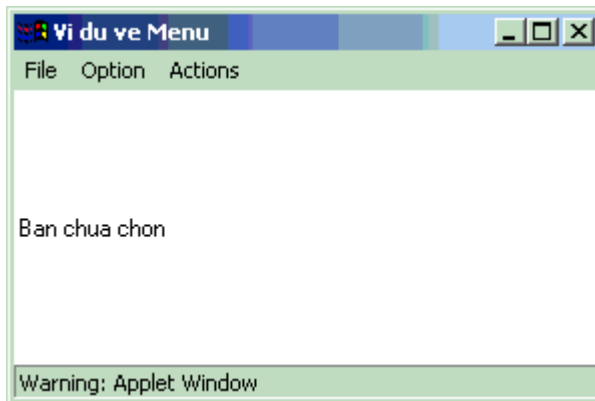 Vi du ve Menu
File Option Actions
Ban chua chon
Warning: Applet Window